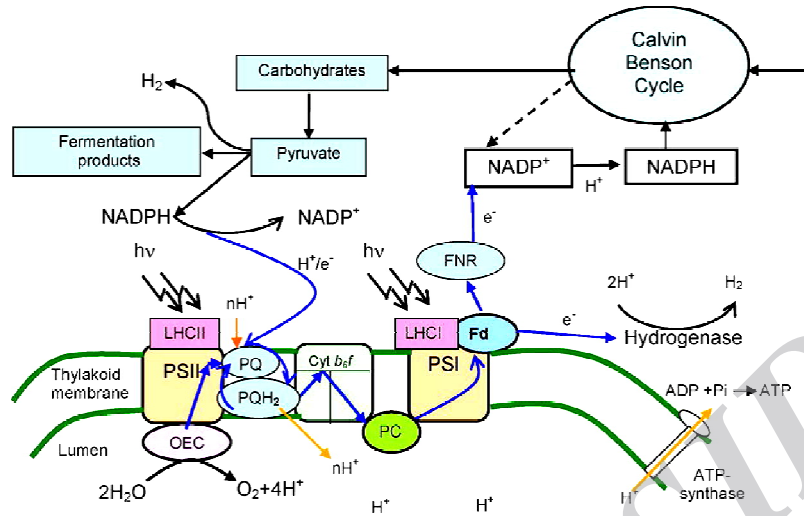 Calvin
Benson
Cycle
Carbohydrates
H₂
Fermentation
products
Pyruvate
NADP⁺
H⁺
NADPH
NADPH
NADP⁺
e⁻
hν
H⁺/e⁻
hν
FNR
2H⁺
H₂
nH⁺
LHCII
LHCI
Fd
e⁻
Hydrogenase
PSII
PQ
Cyt b₆f
PSI
Thylakoid
membrane
PQH₂
ADP +Pi → ATP
Lumen
OEC
PC
nH⁺
2H₂O
O₂+4H⁺
H⁺
H⁺
H⁺
ATP-
synthase